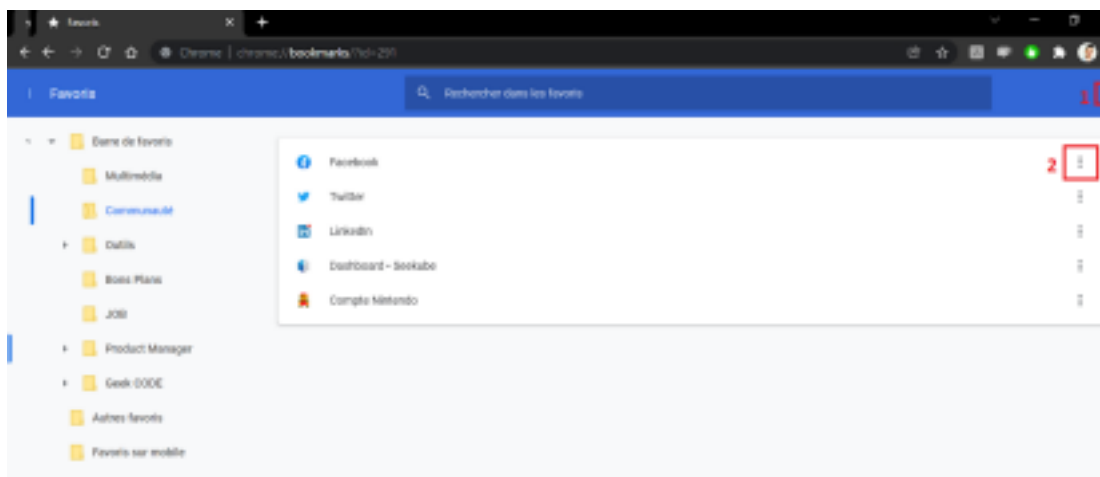 Favoris
Chrome | chrome://bookmarks/?id=291
Favoris
Rechercher dans les favoris
1
Barre de favoris
Multimédia
Communauté
Outils
Bons Plans
JOB
Product Manager
Geek CODE
Autres favoris
Favoris sur mobile
Facebook
2
Twitter
LinkedIn
Dashboard - Seekube
Compte Nintendo